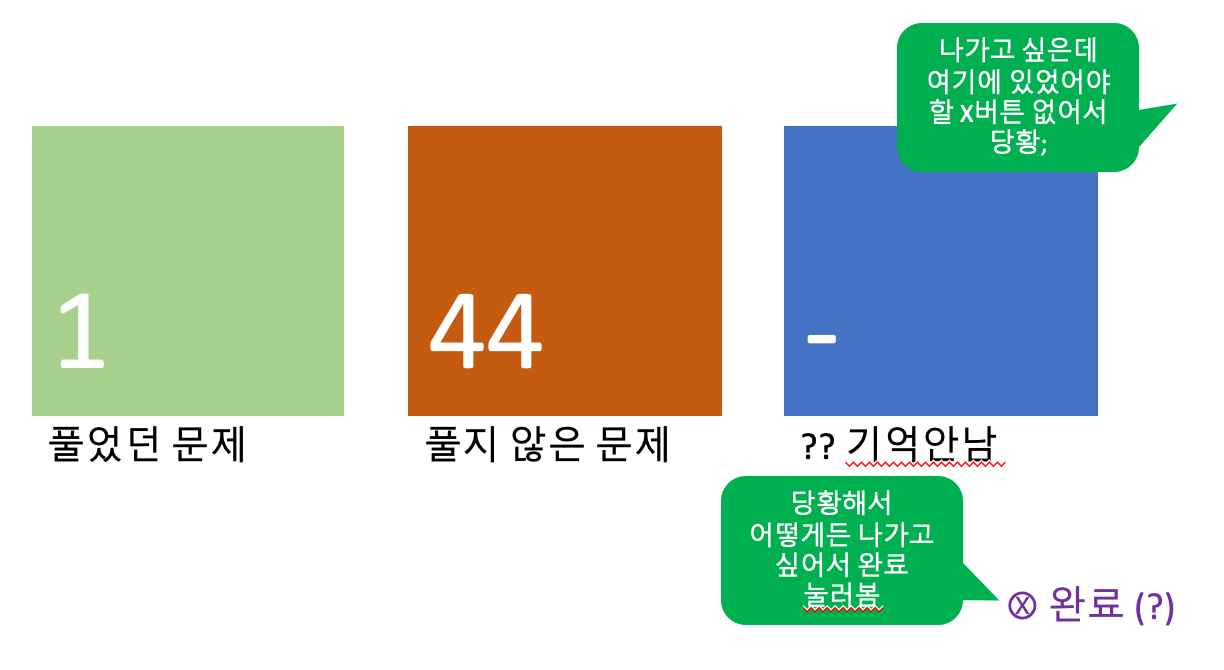 나가고 싶은데
여기에 있었어야
할 X버튼 없어서
당황;
1
44
-
풀었던 문제
풀지 않은 문제
?? 기억안남
당황해서
어떻게든 나가고
싶어서 완료
눌러봄
ⓧ 완료 (?)